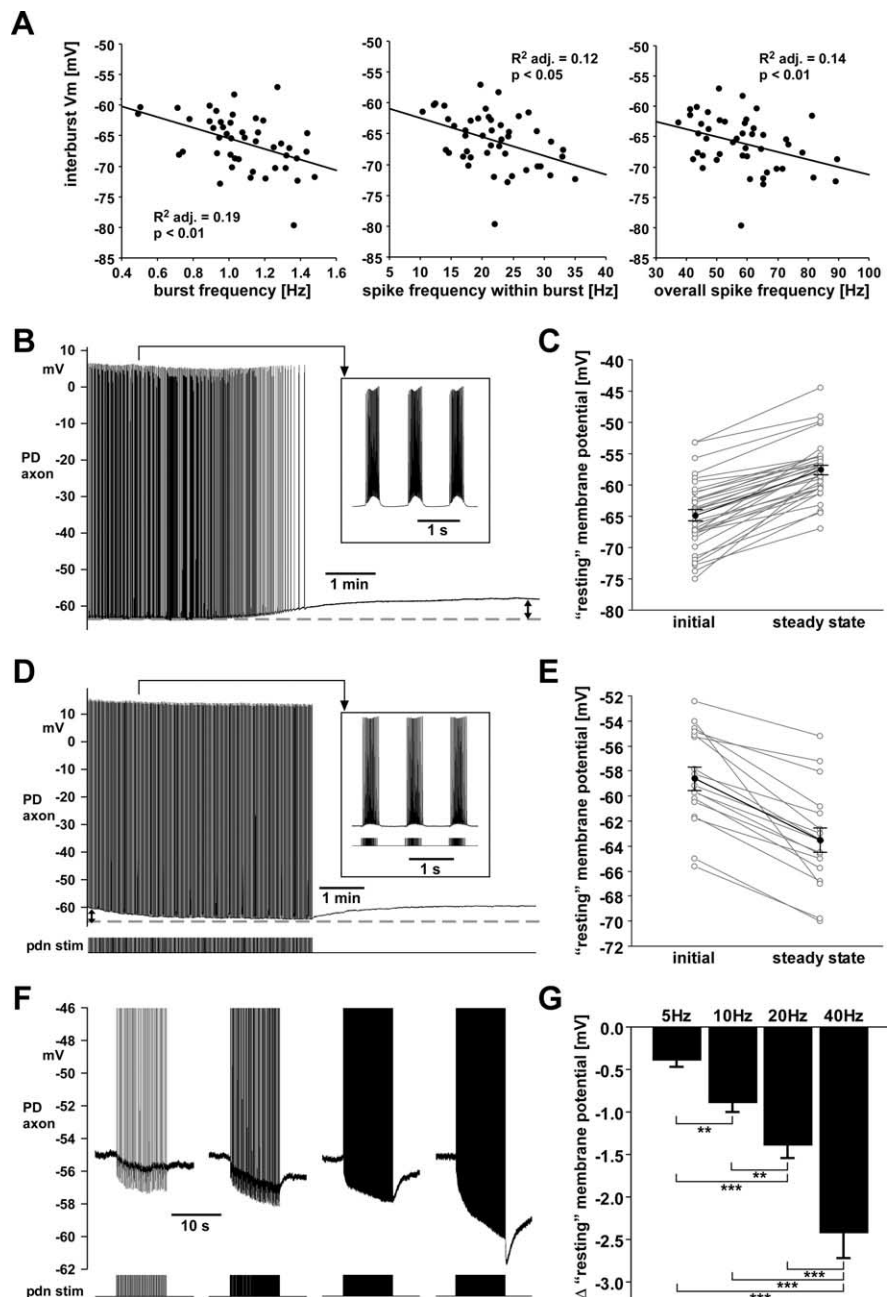 A
interburst Vm [mV]
-50
-55
-60
-65
-70
-75
-80
-85
R² adj. = 0.19
p < 0.01
0.4 0.6 0.8 1.0 1.2 1.4 1.6
burst frequency [Hz]
-50
-55
-60
-65
-70
-75
-80
-85
R² adj. = 0.12
p < 0.05
5 10 15 20 25 30 35 40
spike frequency within burst [Hz]
-50
-55
-60
-65
-70
-75
-80
-85
R² adj. = 0.14
p < 0.01
30 40 50 60 70 80 90 100
overall spike frequency [Hz]
B
10
mV
0
-10
-20
PD
axon
-30
-40
-50
-60
1 s
1 min
C
"resting" membrane potential [mV]
-40
-45
-50
-55
-60
-65
-70
-75
-80
initial steady state
D
10
mV
0
-10
-20
PD
axon
-30
-40
-50
-60
pdn stim
1 s
1 min
E
"resting" membrane potential [mV]
-52
-54
-56
-58
-60
-62
-64
-66
-68
-70
-72
initial steady state
F
-46
-48
mV
-50
-52
PD
axon
-54
-56
-58
-60
-62
10 s
pdn stim
G
5Hz 10Hz 20Hz 40Hz
Δ "resting" membrane potential [mV]
0.0
-0.5
-1.0
-1.5
-2.0
-2.5
-3.0
**
**
***
***
***
***